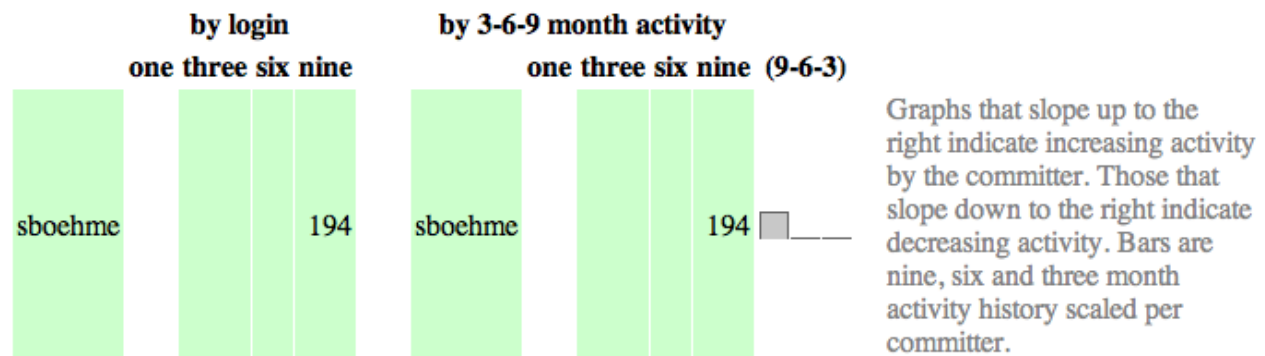 by login by 3-6-9 month activity
one three six nine one three six nine (9-6-3)
sboehme 194 sboehme 194
Graphs that slope up to the
right indicate increasing activity
by the committer. Those that
slope down to the right indicate
decreasing activity. Bars are
nine, six and three month
activity history scaled per
committer.